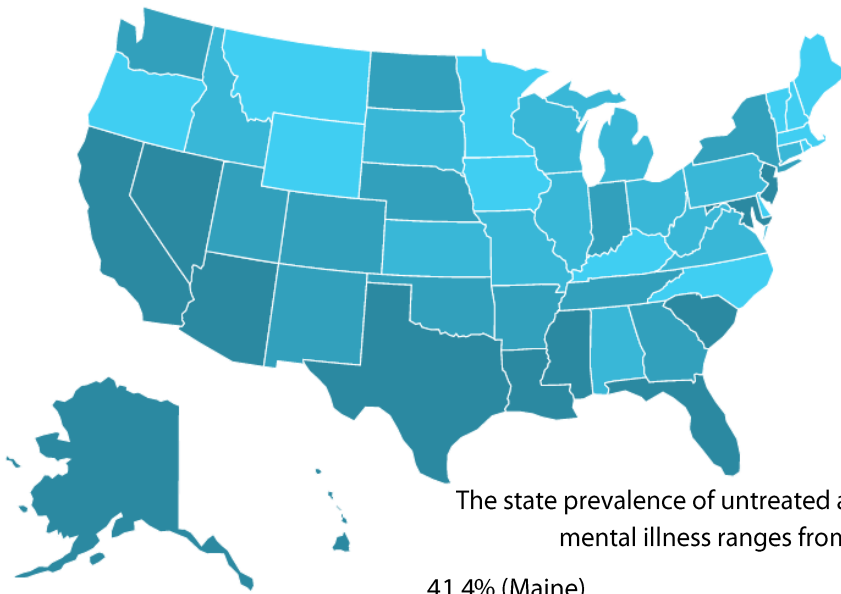 The state prevalence of untreated a
mental illness ranges from
41.4% (Maine)